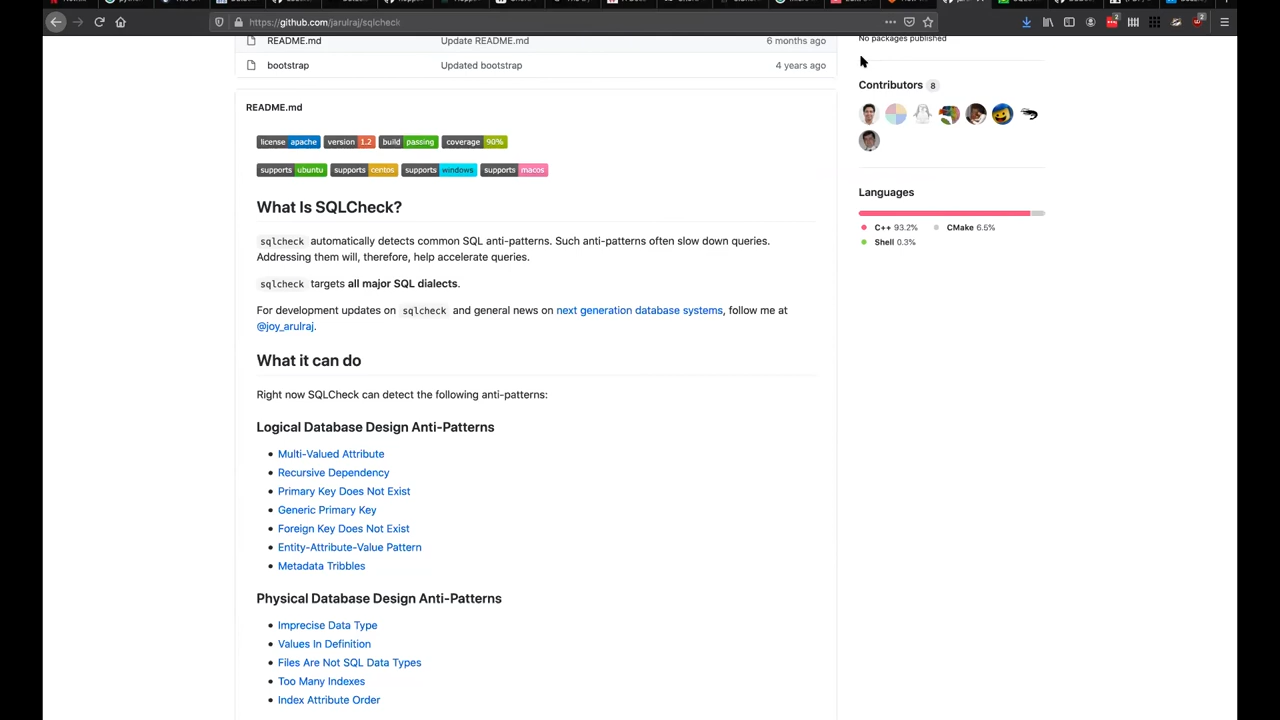 https://github.com/jarulraj/sqlcheck
README.md Update README.md 6 months ago
bootstrap Updated bootstrap 4 years ago
No packages published
Contributors 8
Languages
C++ 93.2% CMake 6.5%
Shell 0.3%
README.md
license apache version 1.2 build passing coverage 90%
supports ubuntu supports centos supports windows supports macos
What Is SQLCheck?
sqlcheck automatically detects common SQL anti-patterns. Such anti-patterns often slow down queries.
Addressing them will, therefore, help accelerate queries.
sqlcheck targets all major SQL dialects.
For development updates on sqlcheck and general news on next generation database systems, follow me at
@joy_arulraj.
What it can do
Right now SQLCheck can detect the following anti-patterns:
Logical Database Design Anti-Patterns
Multi-Valued Attribute
Recursive Dependency
Primary Key Does Not Exist
Generic Primary Key
Foreign Key Does Not Exist
Entity-Attribute-Value Pattern
Metadata Tribbles
Physical Database Design Anti-Patterns
Imprecise Data Type
Values In Definition
Files Are Not SQL Data Types
Too Many Indexes
Index Attribute Order